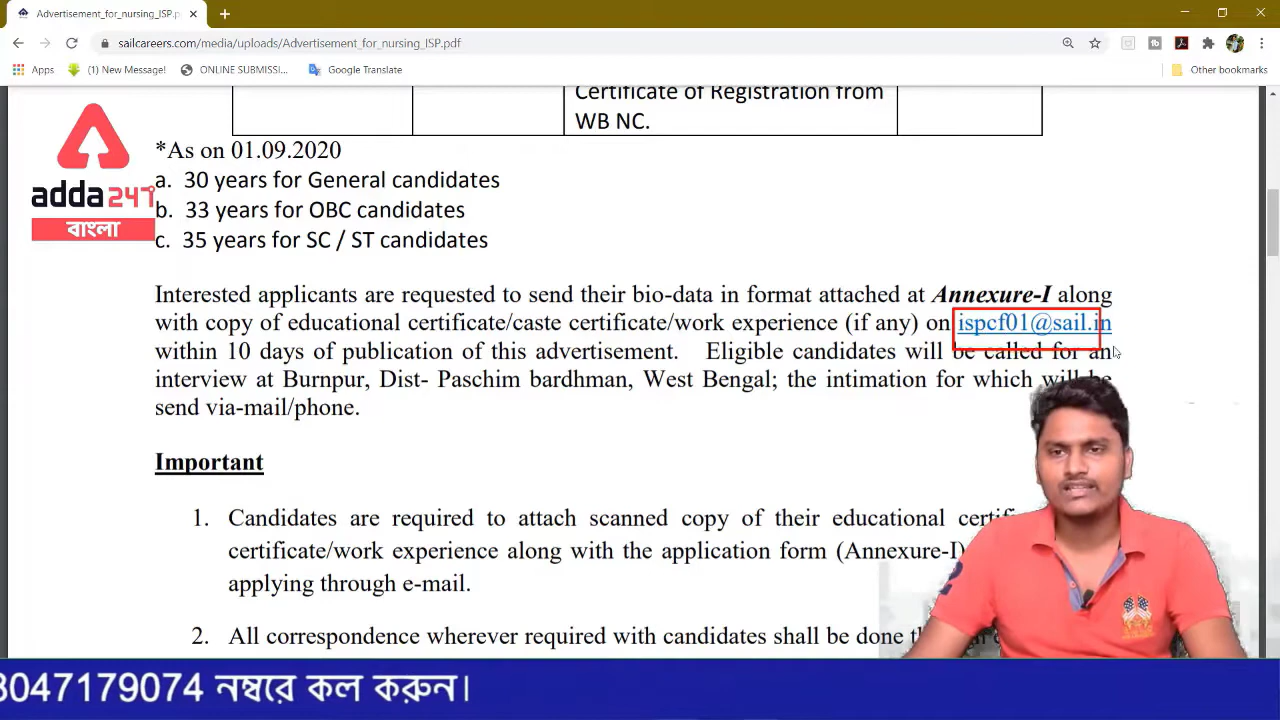 Advertisement_for_nursing_ISP.p
sailcareers.com/media/uploads/Advertisement_for_nursing_ISP.pdf
Apps
(1) New Message!
ONLINE SUBMISSI...
Google Translate
Other bookmarks
Certificate of Registration from
WB NC.
adda247
বাংলা
*As on 01.09.2020
a. 30 years for General candidates
b. 33 years for OBC candidates
c. 35 years for SC / ST candidates
Interested applicants are requested to send their bio-data in format attached at Annexure-I along
with copy of educational certificate/caste certificate/work experience (if any) on ispcf01@sail.in
within 10 days of publication of this advertisement. Eligible candidates will be called for an
interview at Burnpur, Dist- Paschim bardhman, West Bengal; the intimation for which will be
send via-mail/phone.
Important
1. Candidates are required to attach scanned copy of their educational
certificate/work experience along with the application form (Annexure-I)
applying through e-mail.
2. All correspondence wherever required with candidates shall be done
8047179074 নম্বরে কল করুন।